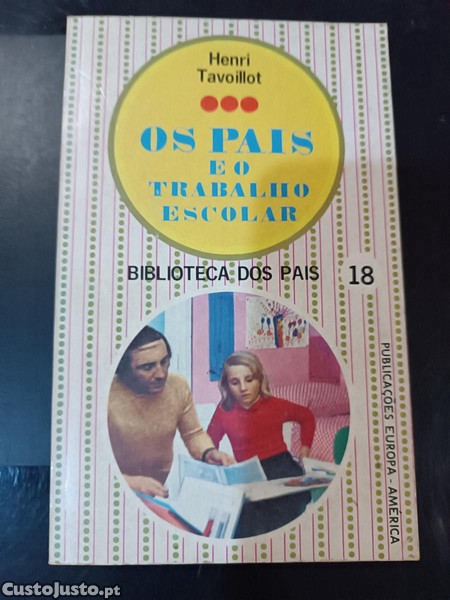 Henri
Tavoillot
OS PAIS
E O
TRABALHO
ESCOLAR
BIBLIOTECA DOS PAIS
18
PUBLICAÇÕES EUROPA - AMÉRICA
CustoJusto.pt